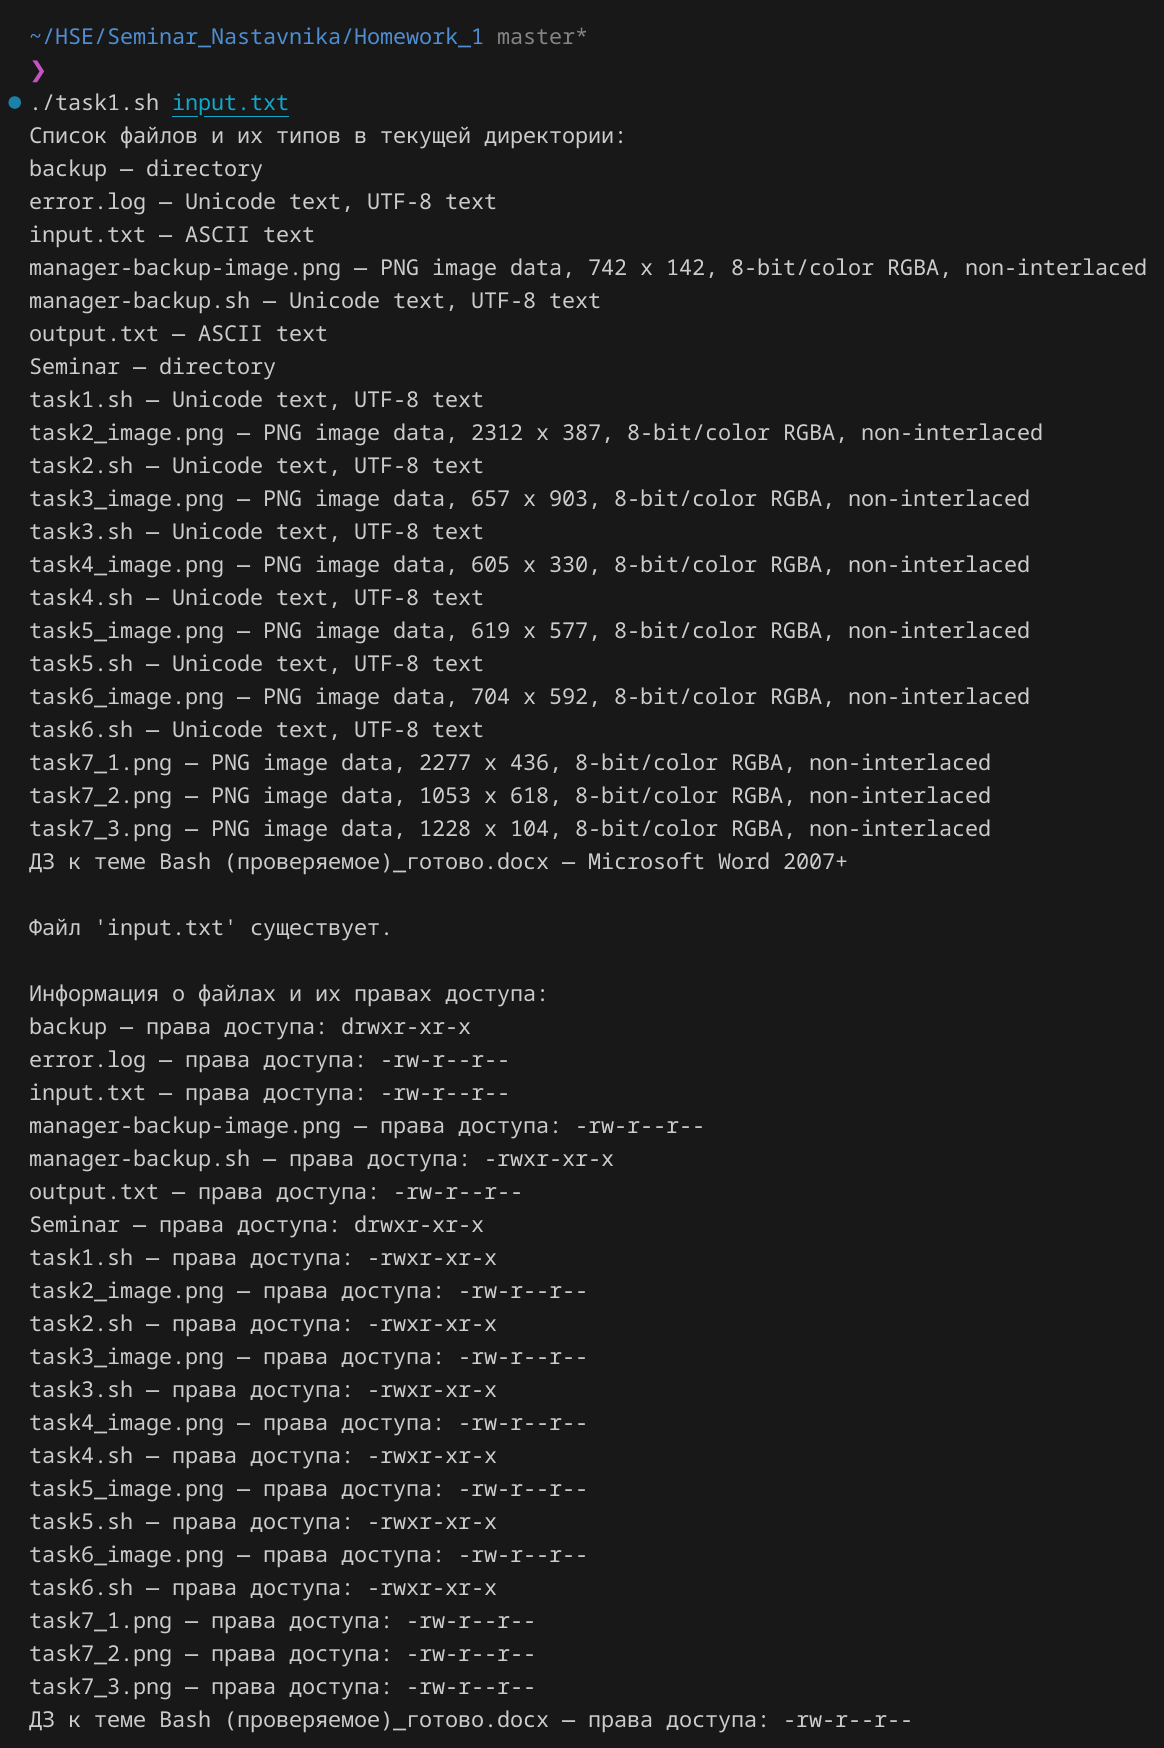 ~/HSE/Seminar_Nastavnika/Homework_1 master*
❯
./task1.sh input.txt
Список файлов и их типов в текущей директории:
backup — directory
error.log — Unicode text, UTF-8 text
input.txt — ASCII text
manager-backup-image.png — PNG image data, 742 x 142, 8-bit/color RGBA, non-interlaced
manager-backup.sh — Unicode text, UTF-8 text
output.txt — ASCII text
Seminar — directory
task1.sh — Unicode text, UTF-8 text
task2_image.png — PNG image data, 2312 x 387, 8-bit/color RGBA, non-interlaced
task2.sh — Unicode text, UTF-8 text
task3_image.png — PNG image data, 657 x 903, 8-bit/color RGBA, non-interlaced
task3.sh — Unicode text, UTF-8 text
task4_image.png — PNG image data, 605 x 330, 8-bit/color RGBA, non-interlaced
task4.sh — Unicode text, UTF-8 text
task5_image.png — PNG image data, 619 x 577, 8-bit/color RGBA, non-interlaced
task5.sh — Unicode text, UTF-8 text
task6_image.png — PNG image data, 704 x 592, 8-bit/color RGBA, non-interlaced
task6.sh — Unicode text, UTF-8 text
task7_1.png — PNG image data, 2277 x 436, 8-bit/color RGBA, non-interlaced
task7_2.png — PNG image data, 1053 x 618, 8-bit/color RGBA, non-interlaced
task7_3.png — PNG image data, 1228 x 104, 8-bit/color RGBA, non-interlaced
ДЗ к теме Bash (проверяемое)_готово.docx — Microsoft Word 2007+
Файл 'input.txt' существует.
Информация о файлах и их правах доступа:
backup — права доступа: drwxr-xr-x
error.log — права доступа: -rw-r--r--
input.txt — права доступа: -rw-r--r--
manager-backup-image.png — права доступа: -rw-r--r--
manager-backup.sh — права доступа: -rwxr-xr-x
output.txt — права доступа: -rw-r--r--
Seminar — права доступа: drwxr-xr-x
task1.sh — права доступа: -rwxr-xr-x
task2_image.png — права доступа: -rw-r--r--
task2.sh — права доступа: -rwxr-xr-x
task3_image.png — права доступа: -rw-r--r--
task3.sh — права доступа: -rwxr-xr-x
task4_image.png — права доступа: -rw-r--r--
task4.sh — права доступа: -rwxr-xr-x
task5_image.png — права доступа: -rw-r--r--
task5.sh — права доступа: -rwxr-xr-x
task6_image.png — права доступа: -rw-r--r--
task6.sh — права доступа: -rwxr-xr-x
task7_1.png — права доступа: -rw-r--r--
task7_2.png — права доступа: -rw-r--r--
task7_3.png — права доступа: -rw-r--r--
ДЗ к теме Bash (проверяемое)_готово.docx — права доступа: -rw-r--r--